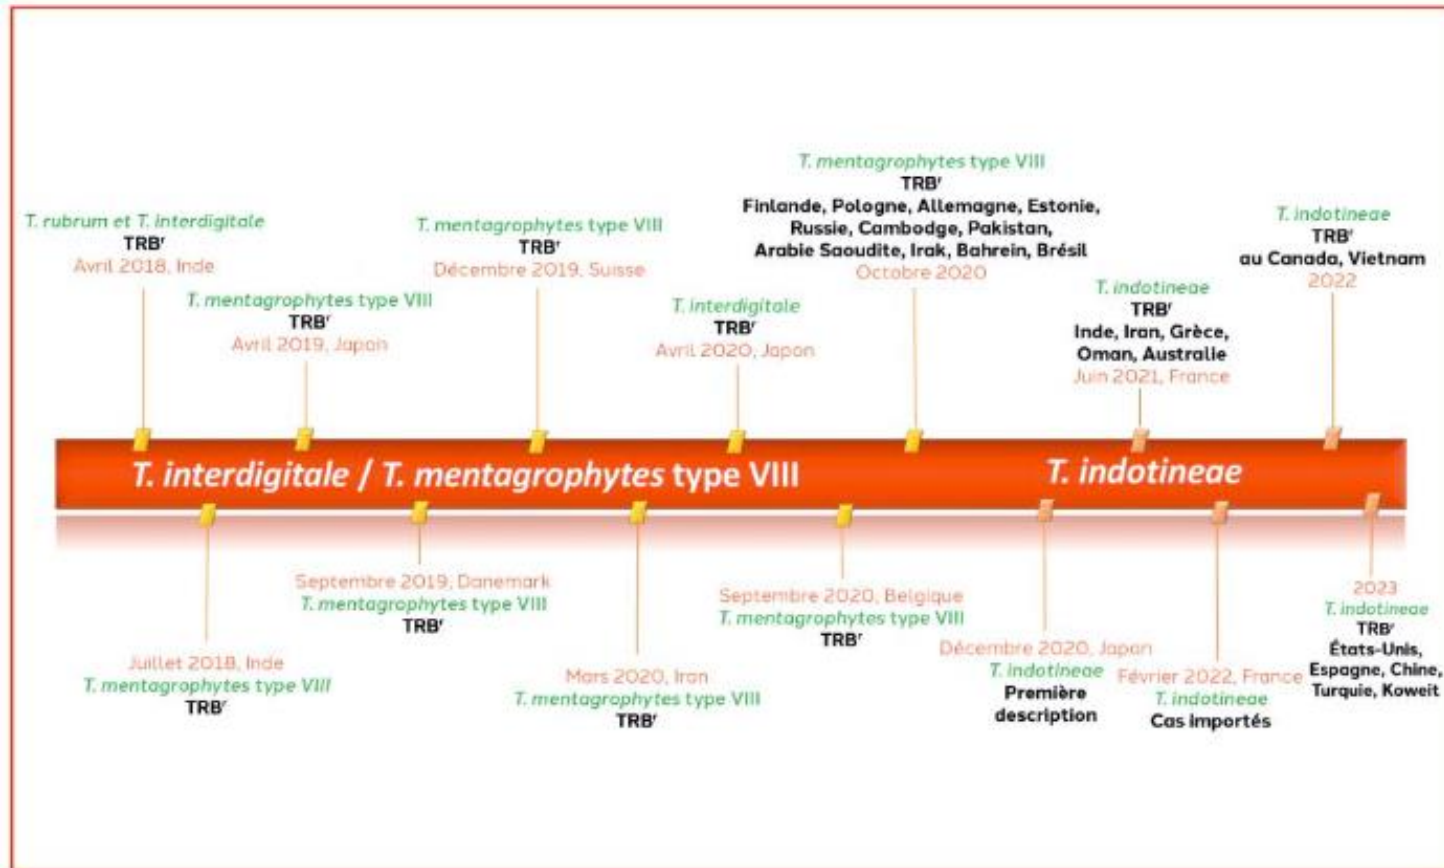 T. rubrum et T. interdigitale
TRBʳ
Avril 2018, Inde
T. mentagrophytes type VIII
TRBʳ
Avril 2019, Japon
T. mentagrophytes type VIII
TRBʳ
Décembre 2019, Suisse
T. interdigitale
TRBʳ
Avril 2020, Japon
T. mentagrophytes type VIII
TRBʳ
Finlande, Pologne, Allemagne, Estonie,
Russie, Cambodge, Pakistan,
Arabie Saoudite, Irak, Bahrein, Brésil
Octobre 2020
T. indotineae
TRBʳ
Inde, Iran, Grèce,
Oman, Australie
Juin 2021, France
T. indotineae
TRBʳ
au Canada, Vietnam
2022
T. interdigitale / T. mentagrophytes type VIII
T. indotineae
Juillet 2018, Inde
T. mentagrophytes type VIII
TRBʳ
Septembre 2019, Danemark
T. mentagrophytes type VIII
TRBʳ
Mars 2020, Iran
T. mentagrophytes type VIII
TRBʳ
Septembre 2020, Belgique
T. mentagrophytes type VIII
TRBʳ
Décembre 2020, Japon
T. indotineae
Première
description
Février 2022, France
T. indotineae
Cas importés
2023
T. indotineae
TRBʳ
États-Unis,
Espagne, Chine,
Turquie, Koweit